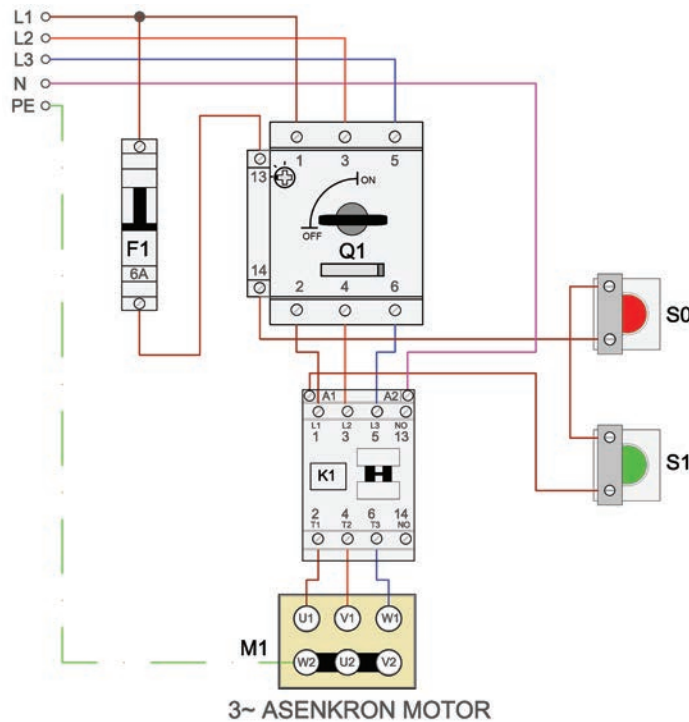 L1
L2
L3
N
PE
1 3 5
13
ON
OFF
F1
6A
Q1
14
2 4 6
S0
A1 A2
L1 L2 L3 NO
1 3 5 13
K1
S1
2 4 6 14
T1 T2 T3 NO
U1 V1 W1
M1
W2 U2 V2
3~ ASENKRON MOTOR